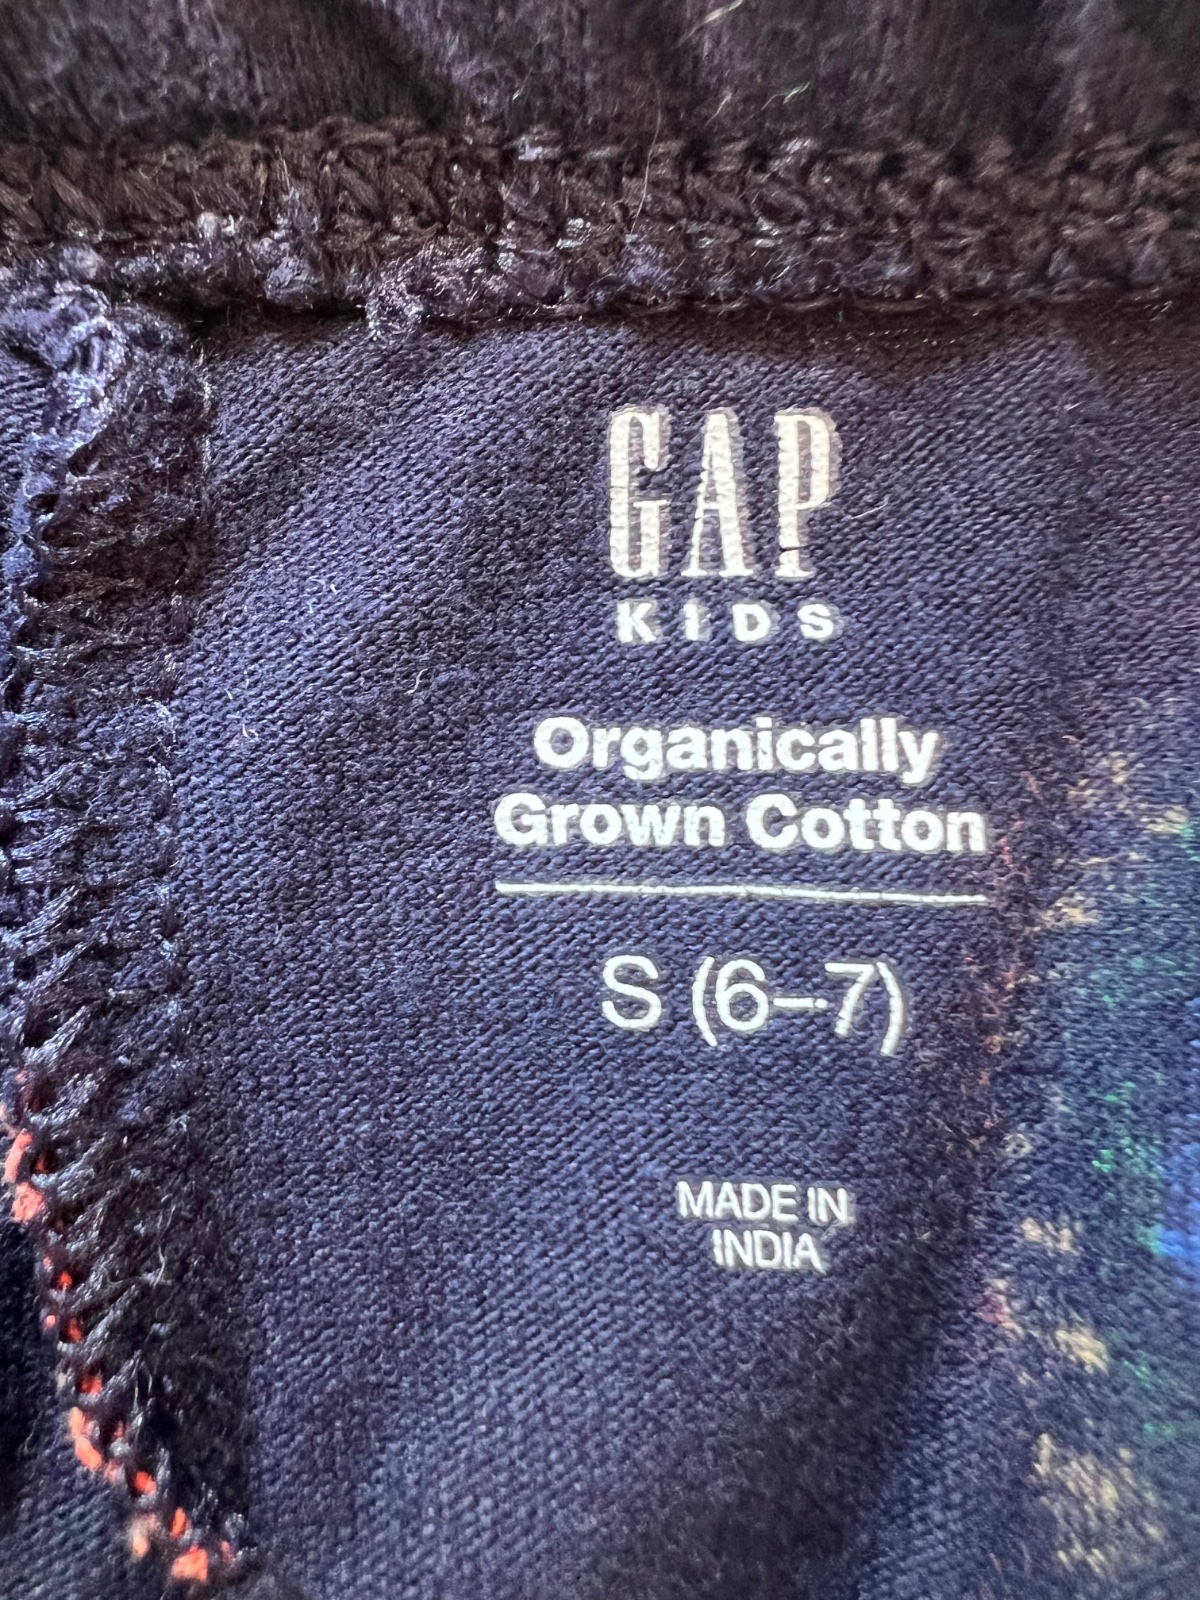 GAP
KIDS
Organically
Grown Cotton
S (6–7)
MADE IN
INDIA